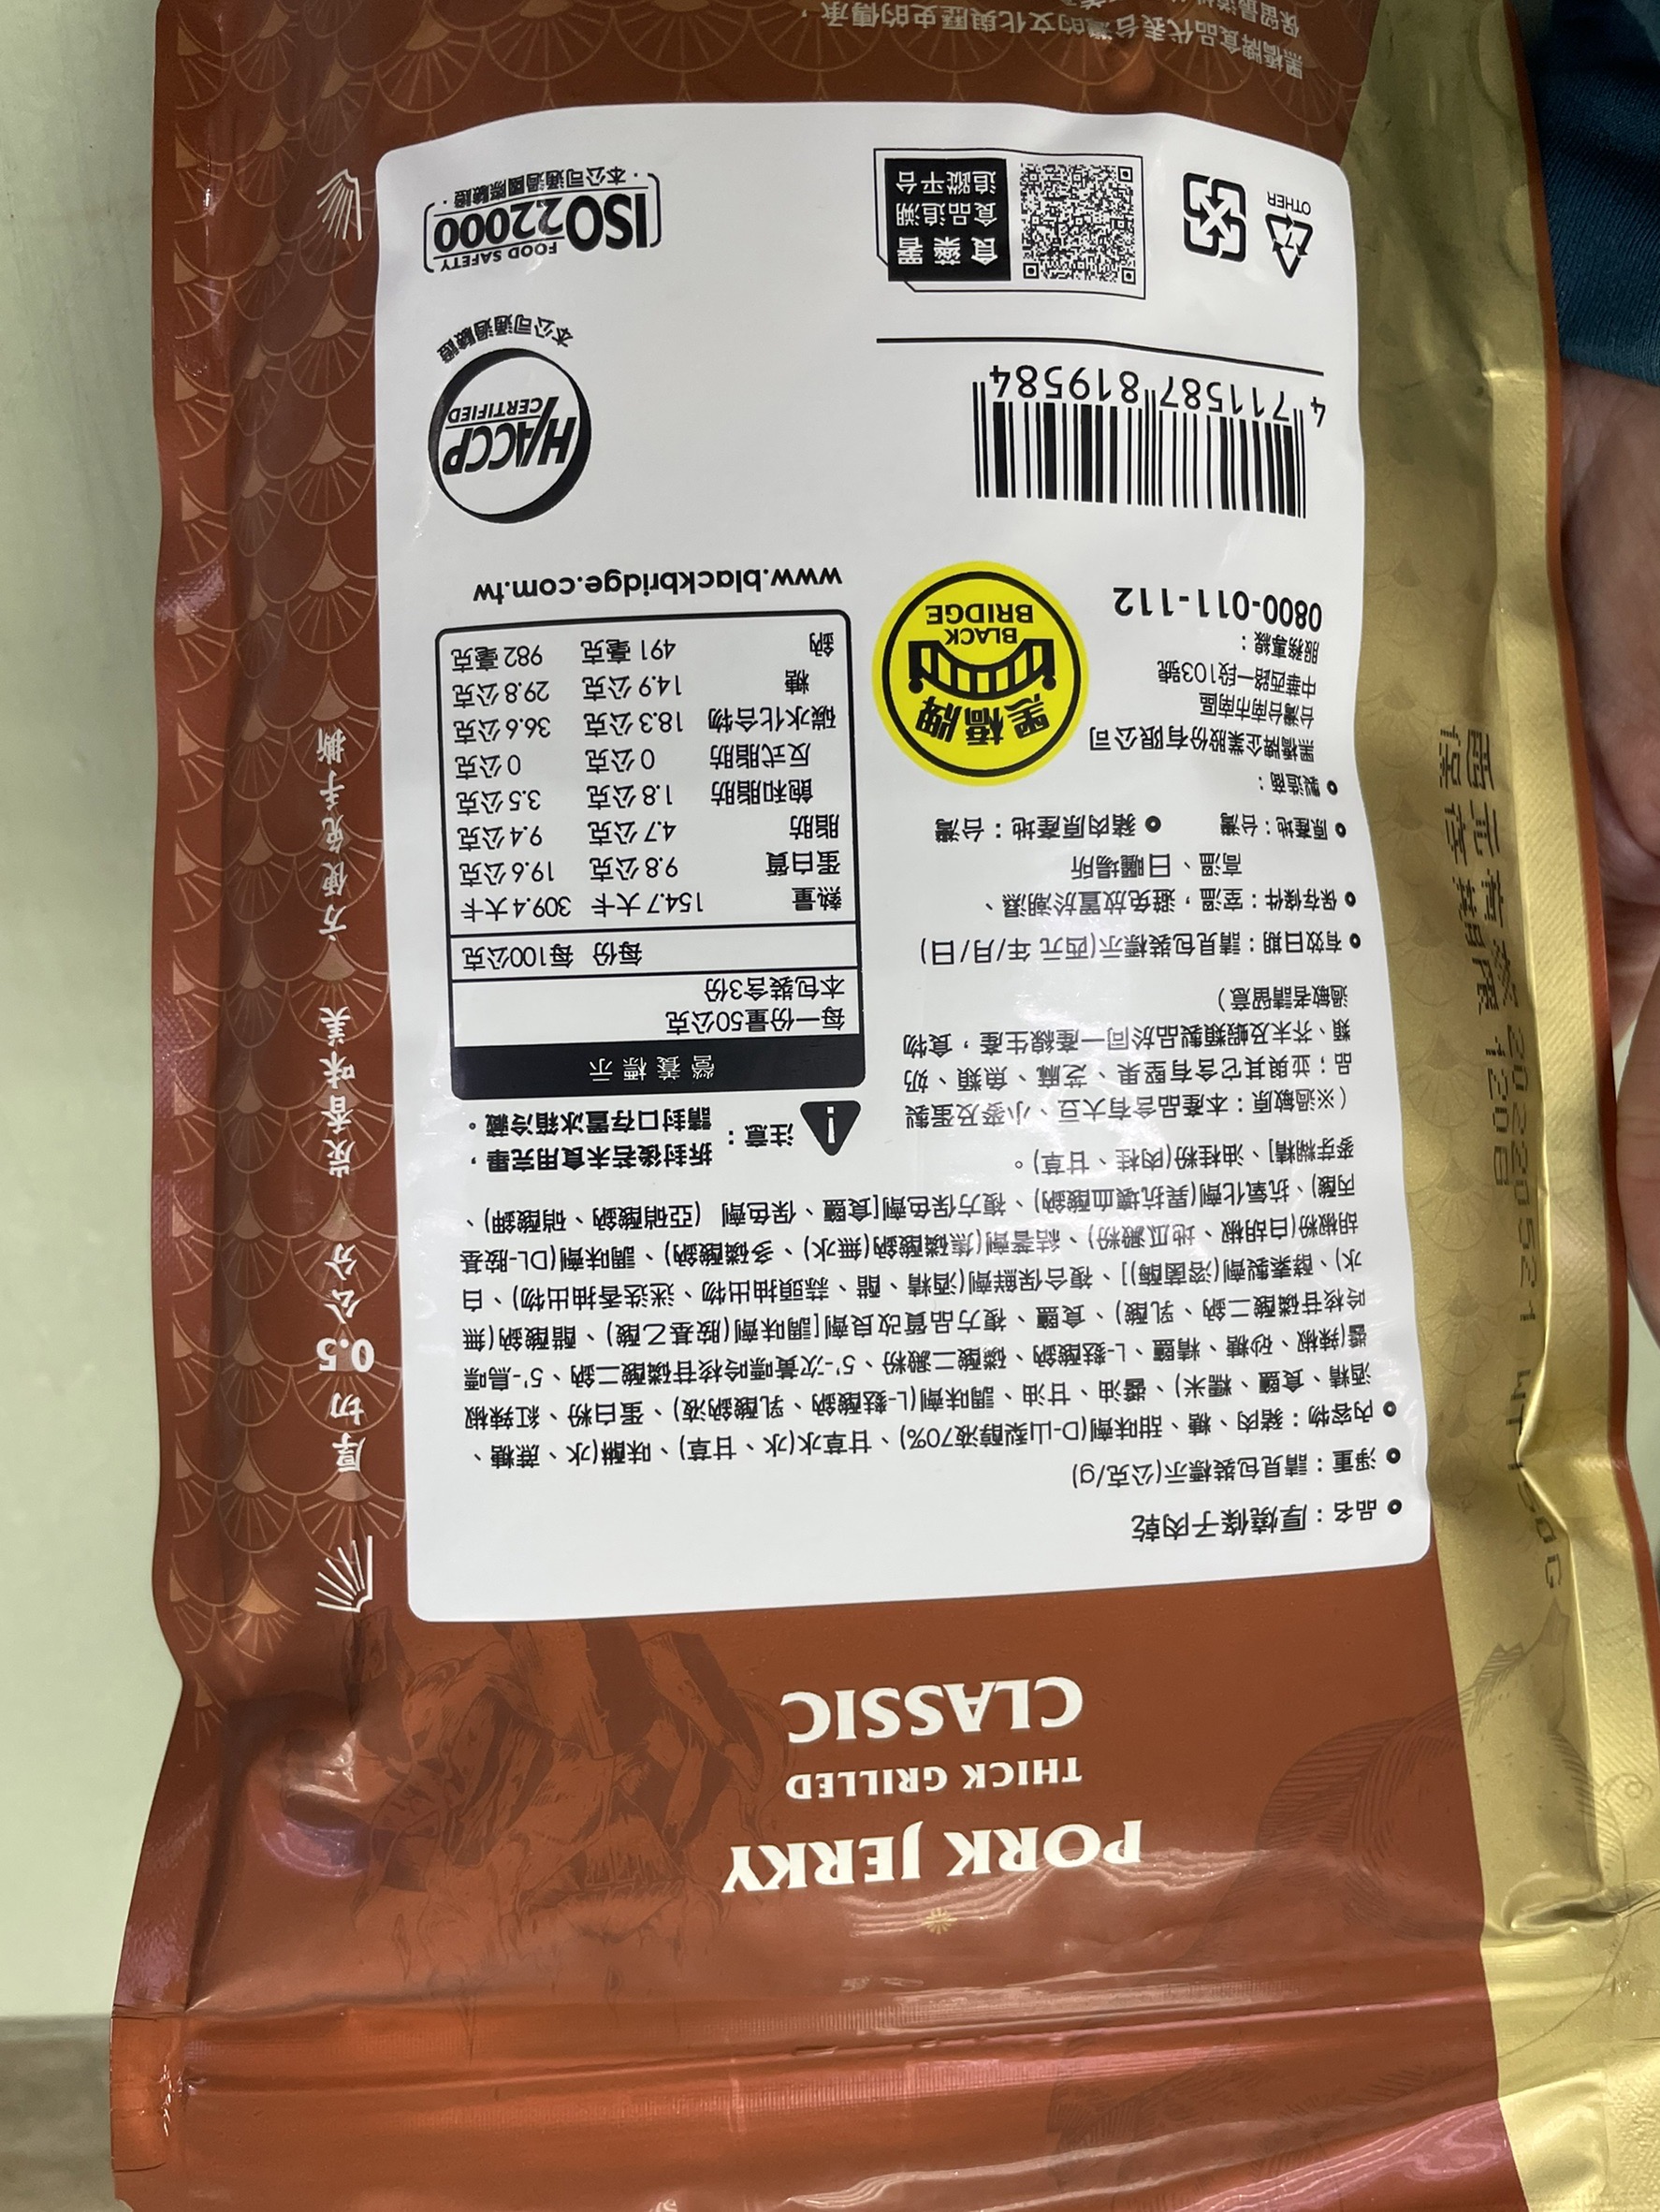 PORK JERKY
THICK GRILLED
CLASSIC
品名：厚燒條子肉乾
淨重：請見包裝標示(公克/g)
內容物：豬肉、糖、甜味劑(D-山梨醇液70%)、甘草水(水、甘草)、味醂(水、蔗糖、
酒精、食鹽、糯米)、醬油、甘油、調味劑(L-麩酸鈉、乳酸鈉液)、蛋白粉、紅辣椒
醬(辣椒、砂糖、精鹽、L-麩酸鈉、磷酸二澱粉、5'-次黃嘌呤核苷磷酸二鈉、5'-鳥嘌
呤核苷磷酸二鈉、乳酸)、食鹽、複方品質改良劑[調味劑(胺基乙酸)、醋酸鈉(無
水)、酵素製劑(溶菌酶)]、複合保鮮劑(酒精、醋、蒜頭抽出物、迷迭香抽出物)、白
胡椒粉(白胡椒、地瓜澱粉)、結著劑(焦磷酸鈉(無水)、多磷酸鈉)、調味劑(DL-胺基
丙酸)、抗氧化劑(異抗壞血酸鈉)、複方保色劑[食鹽、保色劑 (亞硝酸鈉、硝酸鉀)、
麥芽糊精]、油桂粉(肉桂、甘草)。
(※過敏原：本產品含有大豆、小麥及蛋製
品；並與其它含有堅果、芝麻、魚類、奶
類、芥末及蝦類製品於同一產線生產，食物
過敏者請留意)
有效日期：請見包裝標示(西元 年/月/日)
保存條件：室溫，避免放置於潮濕、
高溫、日曬場所
原產地：台灣 豬肉原產地：台灣
製造商：
黑橋牌企業股份有限公司
台灣台南市南區
中華西路一段103號
服務專線：
0800-011-112
黑橋牌
BLACK
BRIDGE
注意：
拆封後若未食用完畢，
請封口存置冰箱冷藏。
營養標示
每一份量50公克
本包裝含3份
每份 每100公克
熱量 154.7大卡 309.4大卡
蛋白質 9.8公克 19.6公克
脂肪 4.7公克 9.4公克
飽和脂肪 1.8公克 3.5公克
反式脂肪 0公克 0公克
碳水化合物 18.3公克 36.6公克
糖 14.9公克 29.8公克
鈉 491毫克 982毫克
www.blackbridge.com.tw
4 711587 819584
HACCP
CERTIFIED
本公司通過驗證
OTHER
食藥署
食品追溯
追蹤平台
FOOD SAFETY
ISO22000
·本公司通過國際驗證·
厚切0.5公分 炭香味美 方便免手撕
黑橋牌食品代表台灣的文化與歷史的傳承，